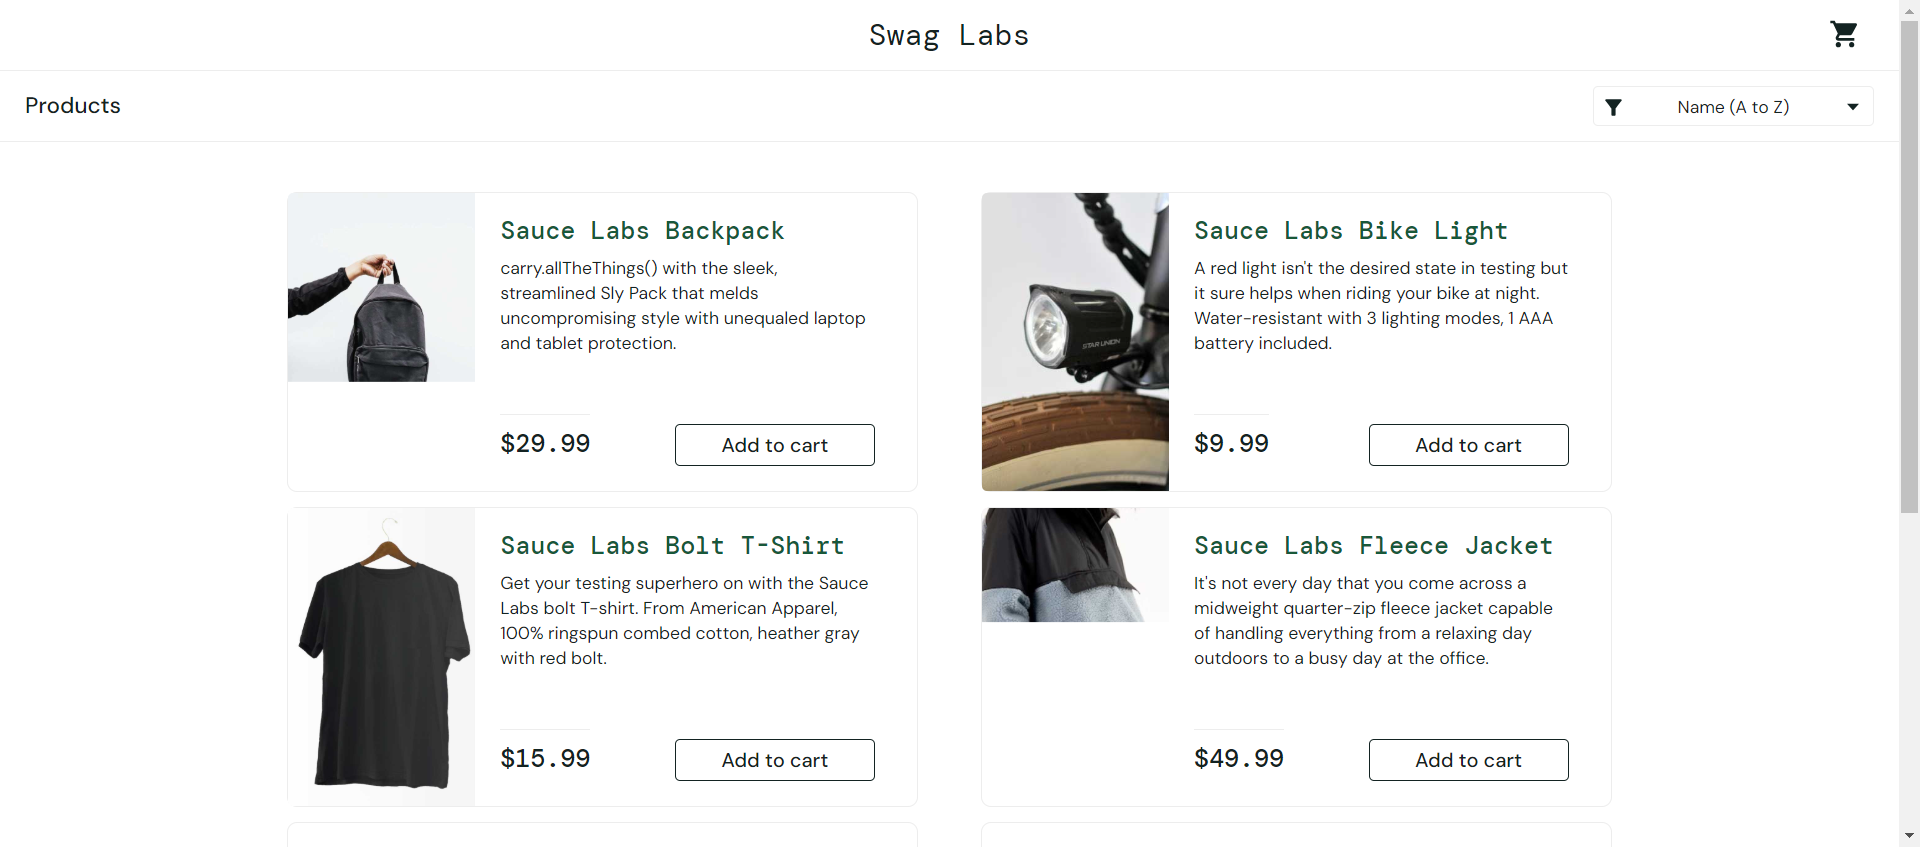 Swag Labs
Products
Name (A to Z)
Sauce Labs Backpack
carry.allTheThings() with the sleek,
streamlined Sly Pack that melds
uncompromising style with unequaled laptop
and tablet protection.
$29.99
Add to cart
Sauce Labs Bike Light
A red light isn't the desired state in testing but
it sure helps when riding your bike at night.
Water-resistant with 3 lighting modes, 1 AAA
battery included.
STAR UNION
$9.99
Add to cart
Sauce Labs Bolt T-Shirt
Get your testing superhero on with the Sauce
Labs bolt T-shirt. From American Apparel,
100% ringspun combed cotton, heather gray
with red bolt.
$15.99
Add to cart
Sauce Labs Fleece Jacket
It's not every day that you come across a
midweight quarter-zip fleece jacket capable
of handling everything from a relaxing day
outdoors to a busy day at the office.
$49.99
Add to cart